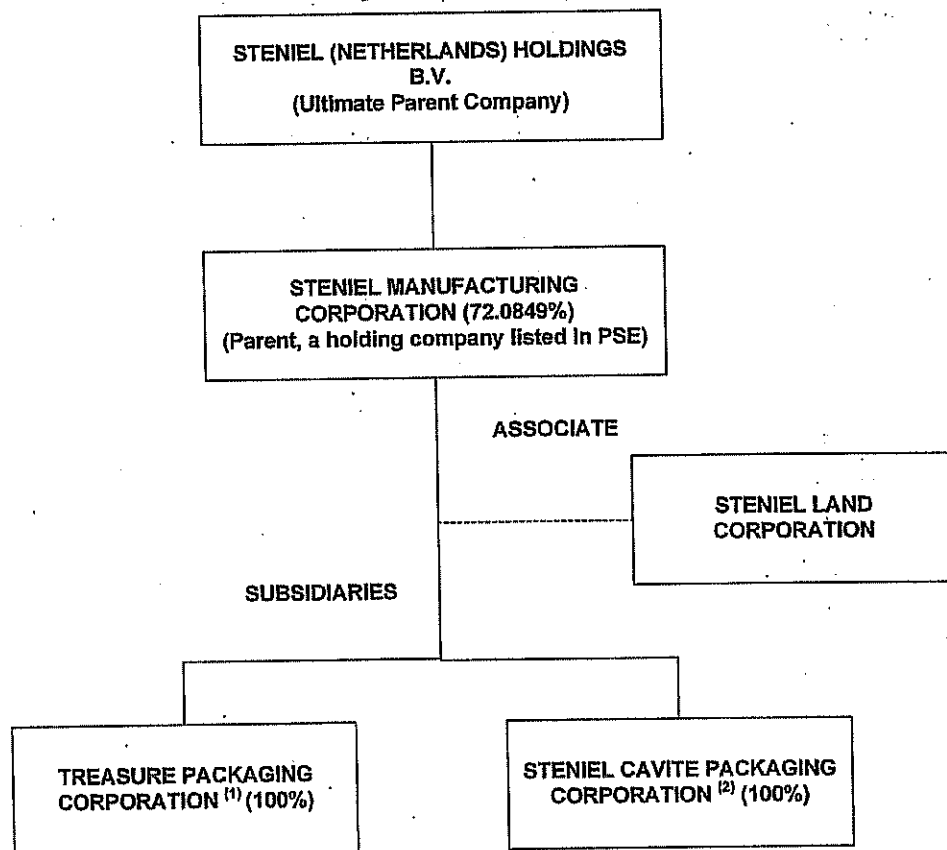 STENIEL (NETHERLANDS) HOLDINGS
B.V.
(Ultimate Parent Company)
STENIEL MANUFACTURING
CORPORATION (72.0849%)
(Parent, a holding company listed in PSE)
ASSOCIATE
STENIEL LAND
CORPORATION
SUBSIDIARIES
TREASURE PACKAGING
CORPORATION (1) (100%)
STENIEL CAVITE PACKAGING
CORPORATION (2) (100%)